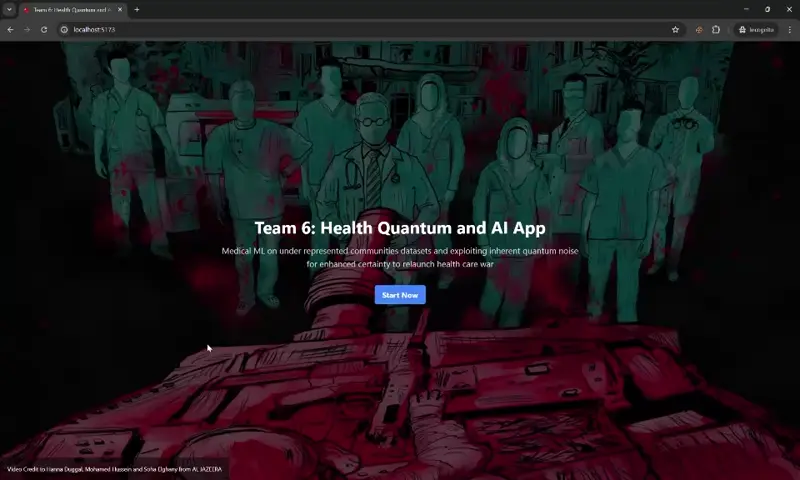 Team 6: Health Quantum and A
localhost:5173
Incognito
Team 6: Health Quantum and AI App
Medical ML on under represented communities datasets and exploiting inherent quantum noise
for enhanced certainty to relaunch health care war
Start Now
Video Credit to Hanna Duggal, Mohamed Hussein and Soha Elghany from AL JAZEERA